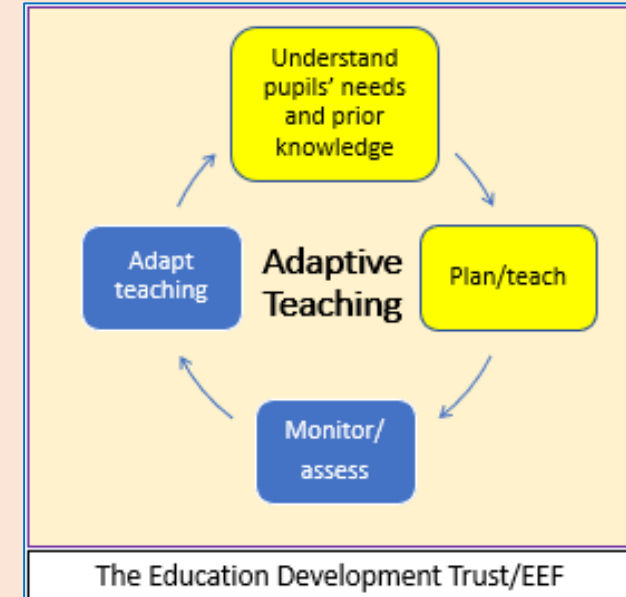 Understand
pupils’ needs
and prior
knowledge
Adapt
teaching
Adaptive
Teaching
Plan/teach
Monitor/
assess
The Education Development Trust/EEF